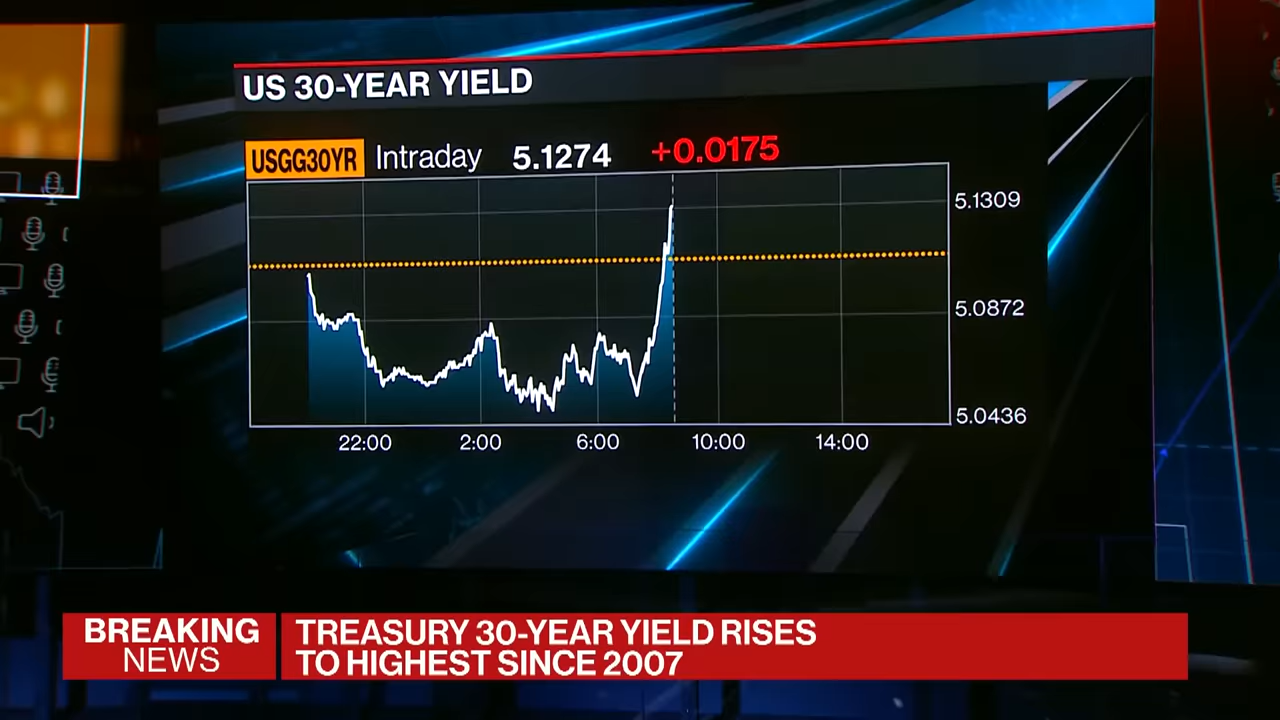 US 30-YEAR YIELD
USGG30YR Intraday 5.1274 +0.0175
5.1309
5.0872
5.0436
22:00 2:00 6:00 10:00 14:00
BREAKING
NEWS
TREASURY 30-YEAR YIELD RISES
TO HIGHEST SINCE 2007